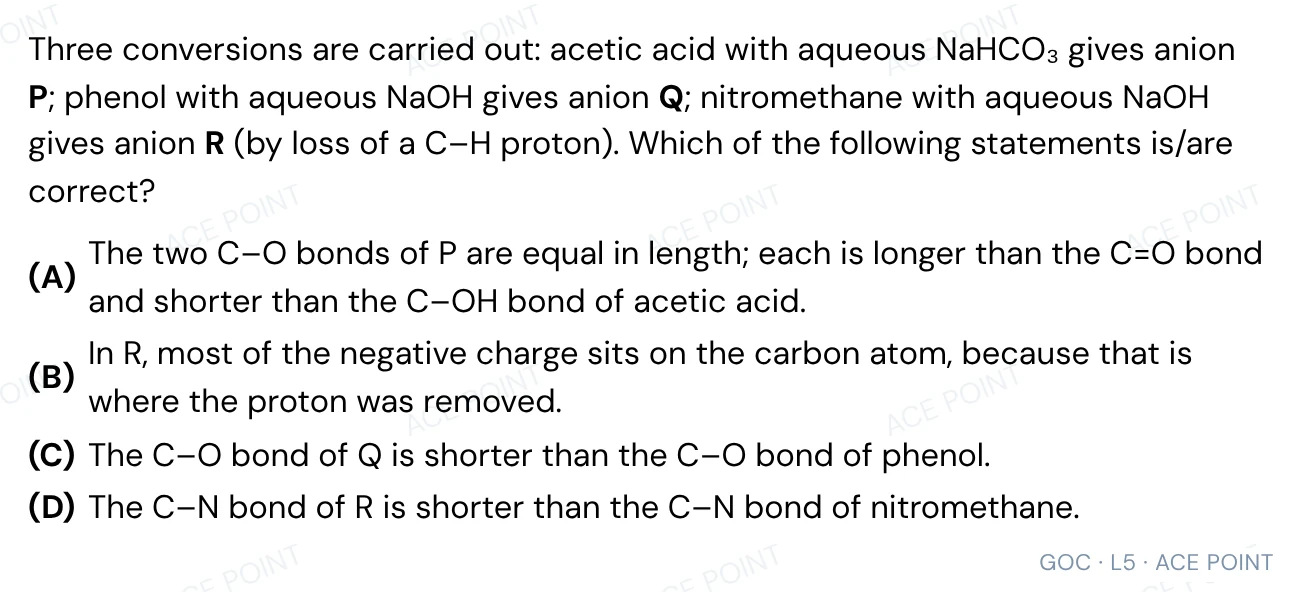 Three conversions are carried out: acetic acid with aqueous NaHCO₃ gives anion
P; phenol with aqueous NaOH gives anion Q; nitromethane with aqueous NaOH
gives anion R (by loss of a C–H proton). Which of the following statements is/are
correct?
(A) The two C–O bonds of P are equal in length; each is longer than the C=O bond
and shorter than the C–OH bond of acetic acid.
(B) In R, most of the negative charge sits on the carbon atom, because that is
where the proton was removed.
(C) The C–O bond of Q is shorter than the C–O bond of phenol.
(D) The C–N bond of R is shorter than the C–N bond of nitromethane.
GOC · L5 · ACE POINT